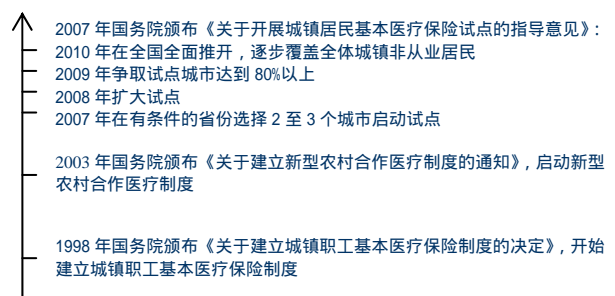 2007 年国务院颁布《关于开展城镇居民基本医疗保险试点的指导意见》：
2010 年在全国全面推开，逐步覆盖全体城镇非从业居民
2009 年争取试点城市达到 80%以上
2008 年扩大试点
2007 年在有条件的省份选择 2 至 3 个城市启动试点
2003 年国务院颁布《关于建立新型农村合作医疗制度的通知》，启动新型
农村合作医疗制度
1998 年国务院颁布《关于建立城镇职工基本医疗保险制度的决定》，开始
建立城镇职工基本医疗保险制度